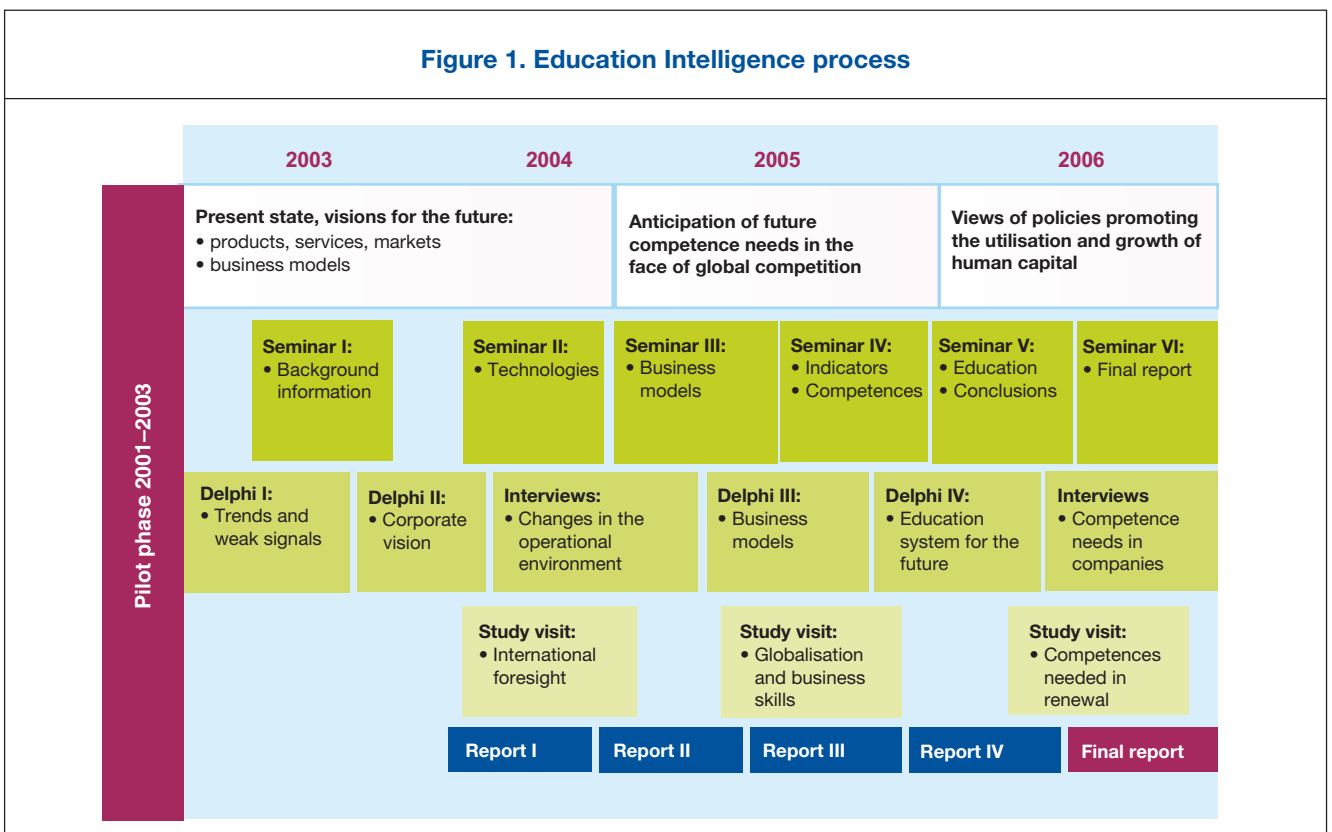 Figure 1. Education Intelligence process
2003
2004
2005
2006
Pilot phase 2001–2003
Present state, visions for the future:
• products, services, markets
• business models
Anticipation of future
competence needs in the
face of global competition
Views of policies promoting
the utilisation and growth of
human capital
Seminar I:
• Background
information
Seminar II:
• Technologies
Seminar III:
• Business
models
Seminar IV:
• Indicators
• Competences
Seminar V:
• Education
• Conclusions
Seminar VI:
• Final report
Delphi I:
• Trends and
weak signals
Delphi II:
• Corporate
vision
Interviews:
• Changes in the
operational
environment
Delphi III:
• Business
models
Delphi IV:
• Education
system for the
future
Interviews
• Competence
needs in
companies
Study visit:
• International
foresight
Study visit:
• Globalisation
and business
skills
Study visit:
• Competences
needed in
renewal
Report I
Report II
Report III
Report IV
Final report